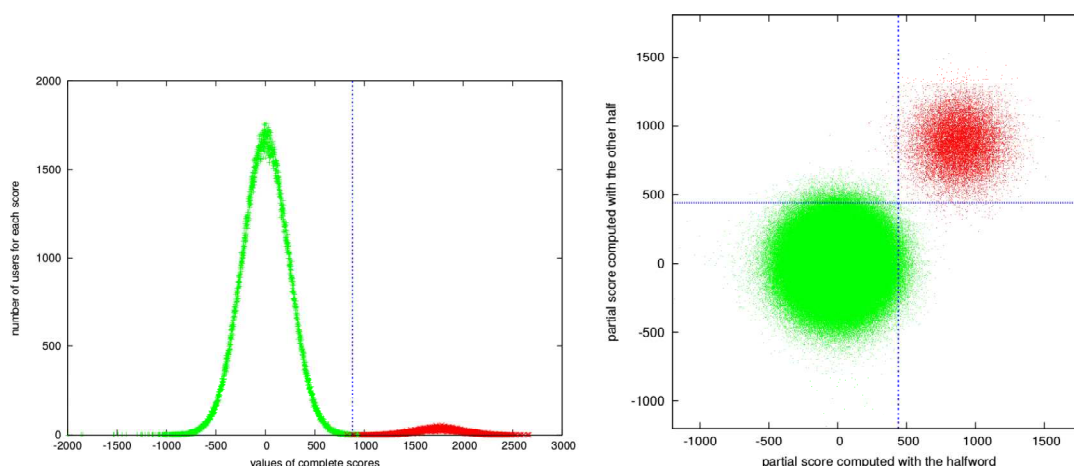 2000
1500
1000
500
0
-2000 -1500 -1000 -500 0 500 1000 1500 2000 2500 3000
values of complete scores
number of users for each score
1500
1000
500
0
-500
-1000
-1000 -500 0 500 1000 1500
partial score computed with the halfword
partial score computed with the other half